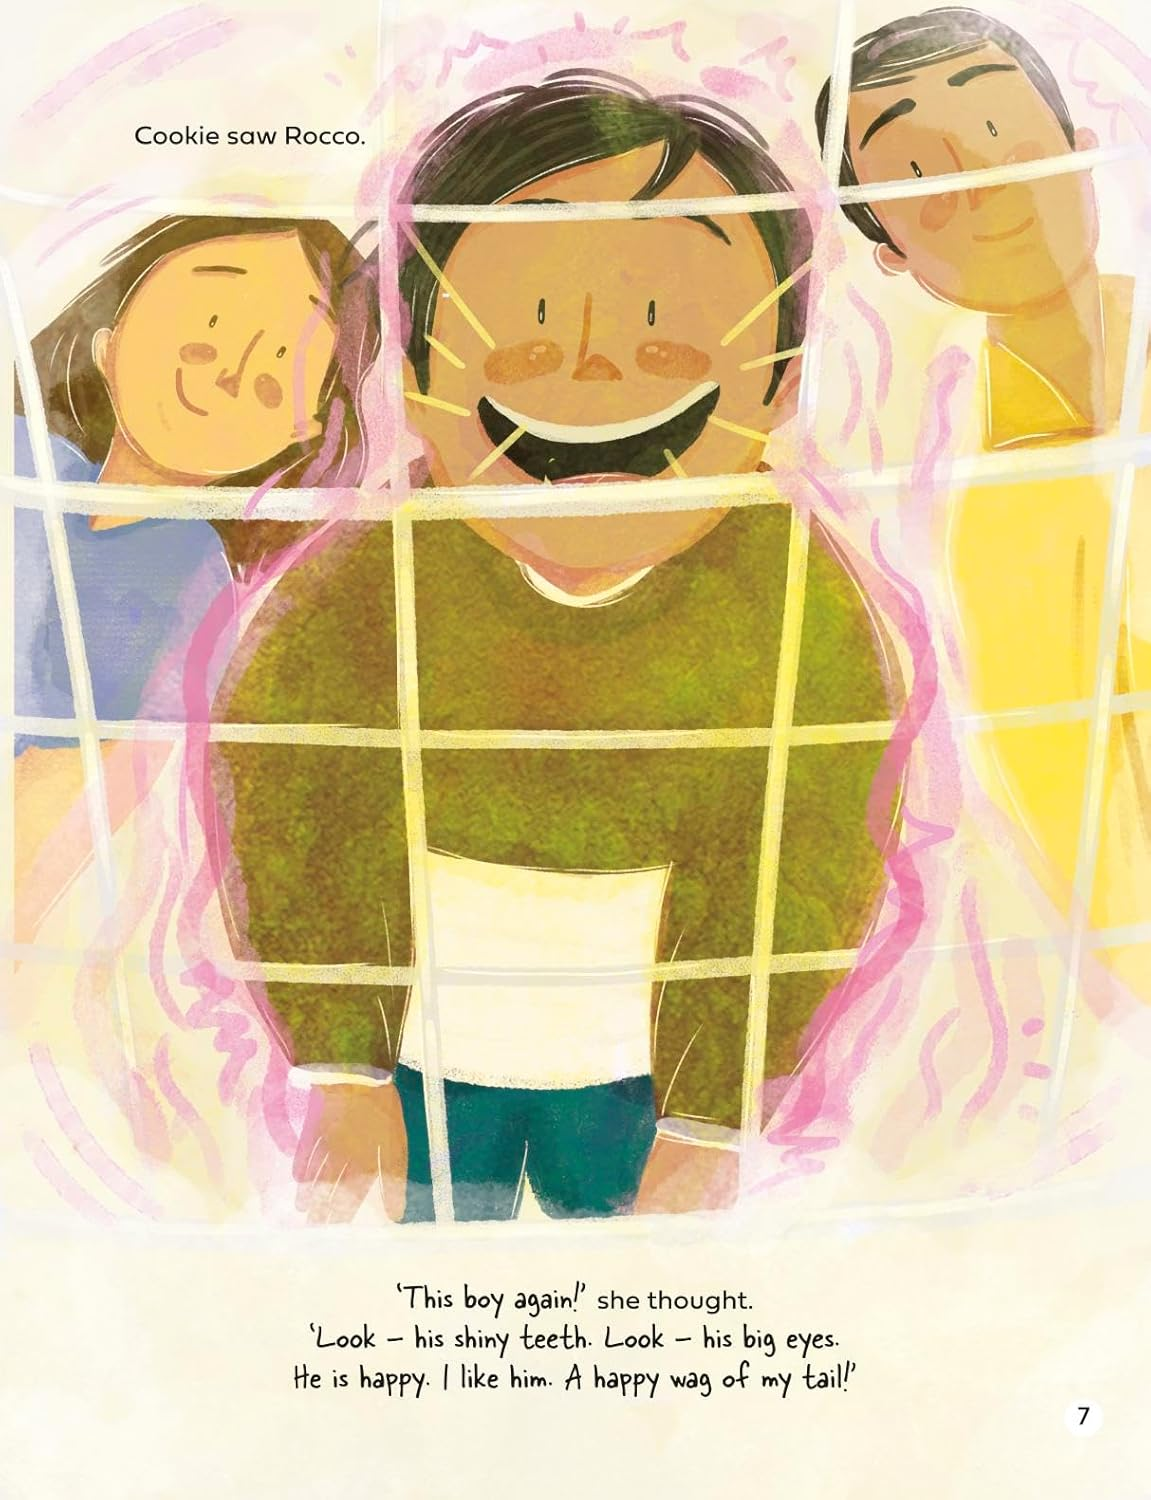 Cookie saw Rocco.
‘This boy again!’ she thought.
‘Look – his shiny teeth. Look – his big eyes.
He is happy. I like him. A happy wag of my tail!’
7